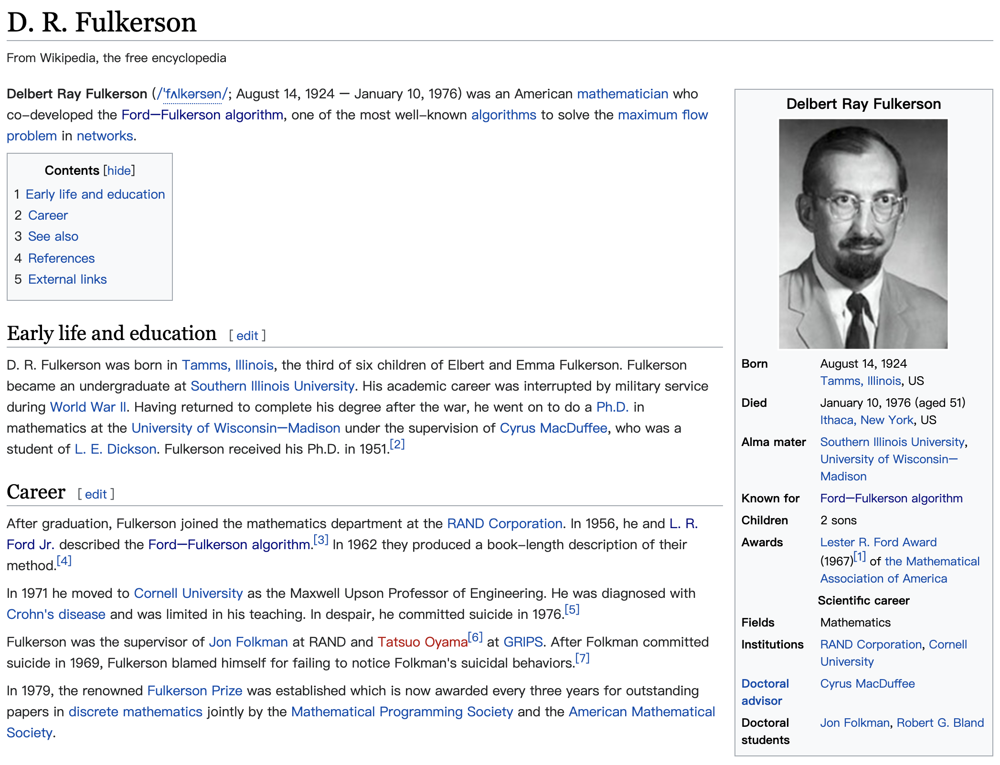 D. R. Fulkerson
From Wikipedia, the free encyclopedia
Delbert Ray Fulkerson (/ˈfʌlkərsən/; August 14, 1924 – January 10, 1976) was an American mathematician who
co-developed the Ford–Fulkerson algorithm, one of the most well-known algorithms to solve the maximum flow
problem in networks.
Contents [hide]
1 Early life and education
2 Career
3 See also
4 References
5 External links
Early life and education [ edit ]
D. R. Fulkerson was born in Tamms, Illinois, the third of six children of Elbert and Emma Fulkerson. Fulkerson
became an undergraduate at Southern Illinois University. His academic career was interrupted by military service
during World War II. Having returned to complete his degree after the war, he went on to do a Ph.D. in
mathematics at the University of Wisconsin–Madison under the supervision of Cyrus MacDuffee, who was a
student of L. E. Dickson. Fulkerson received his Ph.D. in 1951.[2]
Career [ edit ]
After graduation, Fulkerson joined the mathematics department at the RAND Corporation. In 1956, he and L. R.
Ford Jr. described the Ford–Fulkerson algorithm.[3] In 1962 they produced a book-length description of their
method.[4]
In 1971 he moved to Cornell University as the Maxwell Upson Professor of Engineering. He was diagnosed with
Crohn's disease and was limited in his teaching. In despair, he committed suicide in 1976.[5]
Fulkerson was the supervisor of Jon Folkman at RAND and Tatsuo Oyama[6] at GRIPS. After Folkman committed
suicide in 1969, Fulkerson blamed himself for failing to notice Folkman's suicidal behaviors.[7]
In 1979, the renowned Fulkerson Prize was established which is now awarded every three years for outstanding
papers in discrete mathematics jointly by the Mathematical Programming Society and the American Mathematical
Society.
Delbert Ray Fulkerson
Born August 14, 1924
Tamms, Illinois, US
Died January 10, 1976 (aged 51)
Ithaca, New York, US
Alma mater Southern Illinois University,
University of Wisconsin–
Madison
Known for Ford–Fulkerson algorithm
Children 2 sons
Awards Lester R. Ford Award
(1967)[1] of the Mathematical
Association of America
Scientific career
Fields Mathematics
Institutions RAND Corporation, Cornell
University
Doctoral Cyrus MacDuffee
advisor
Doctoral Jon Folkman, Robert G. Bland
students